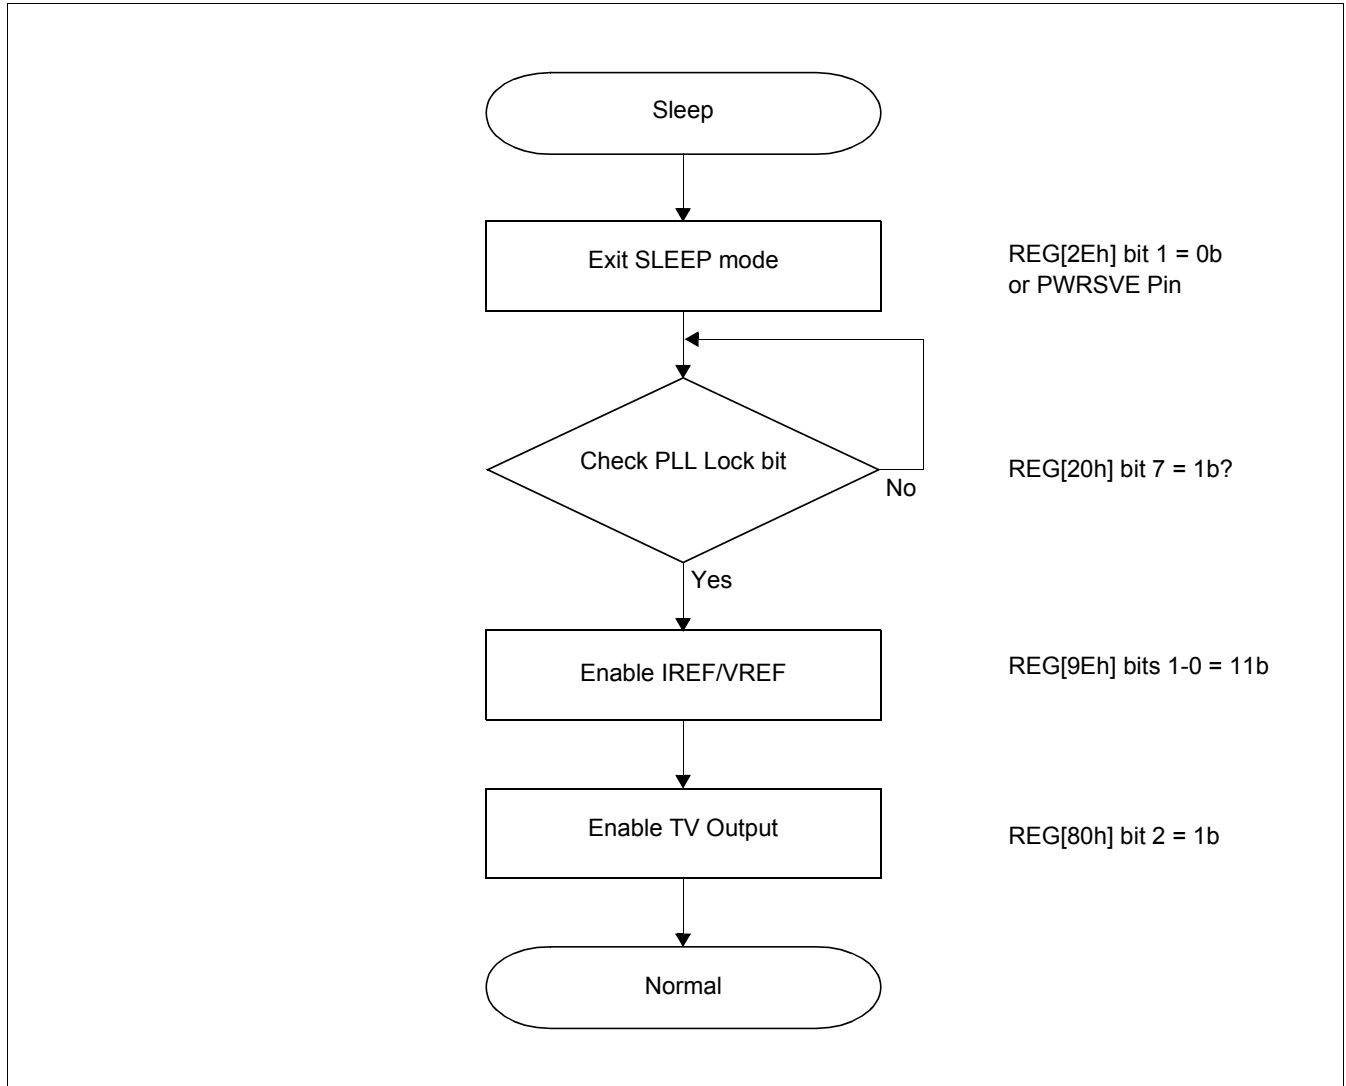 Sleep
Exit SLEEP mode
REG[2Eh] bit 1 = 0b
or PWRSVE Pin
Check PLL Lock bit
REG[20h] bit 7 = 1b?
No
Yes
Enable IREF/VREF
REG[9Eh] bits 1-0 = 11b
Enable TV Output
REG[80h] bit 2 = 1b
Normal